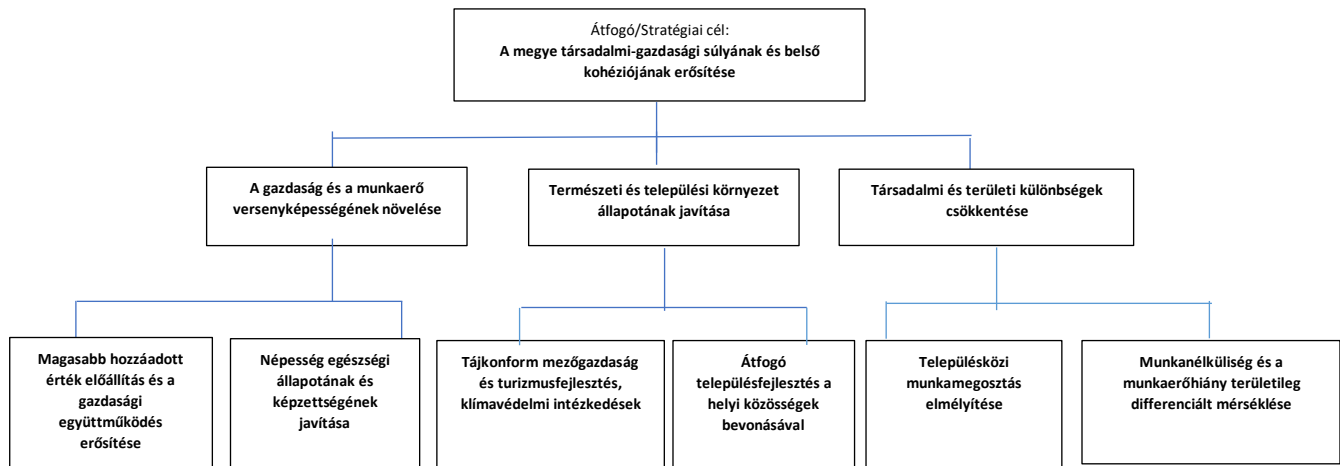 Átfogó/Stratégiai cél:
A megye társadalmi-gazdasági súlyának és belső
kohéziójának erősítése
A gazdaság és a munkaerő
versenyképességének növelése
Természeti és települési környezet
állapotának javítása
Társadalmi és területi különbségek
csökkentése
Magasabb hozzáadott
érték előállítás és a
gazdasági
együttműködés
erősítése
Népesség egészségi
állapotának és
képzettségének
javítása
Tájkonform mezőgazdaság
és turizmusfejlesztés,
klímavédelmi intézkedések
Átfogó
településfejlesztés a
helyi közösségek
bevonásával
Településközi
munkamegosztás
elmélyítése
Munkanélküliség és a
munkaerőhiány területileg
differenciált mérséklése